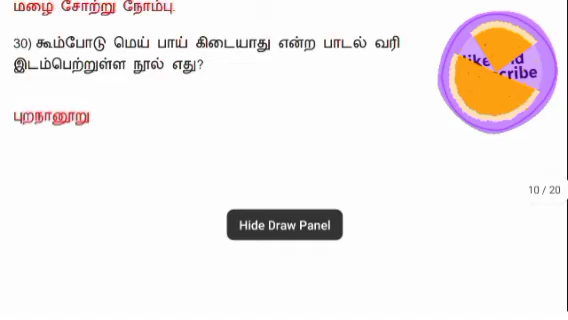 மழை சோற்று நோம்பு.
30) கூம்போடு மெய் பாய் கிடையாது என்ற பாடல் வரி
இடம்பெற்றுள்ள நூல் எது?
புறநானூறு
10 / 20
Hide Draw Panel